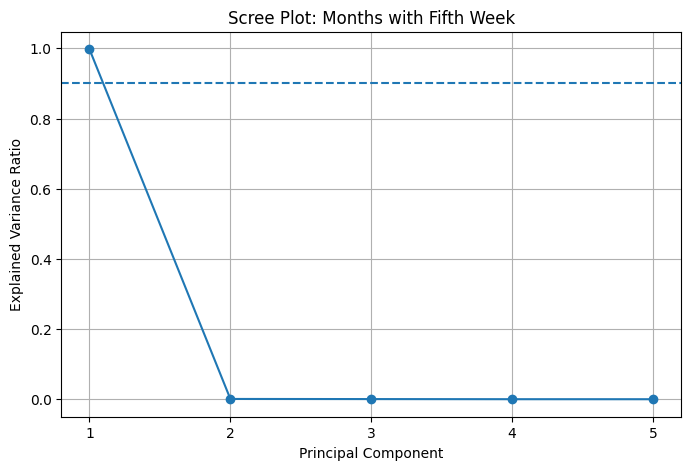 Scree Plot: Months with Fifth Week
Explained Variance Ratio
1.0
0.8
0.6
0.4
0.2
0.0
1 2 3 4 5
Principal Component